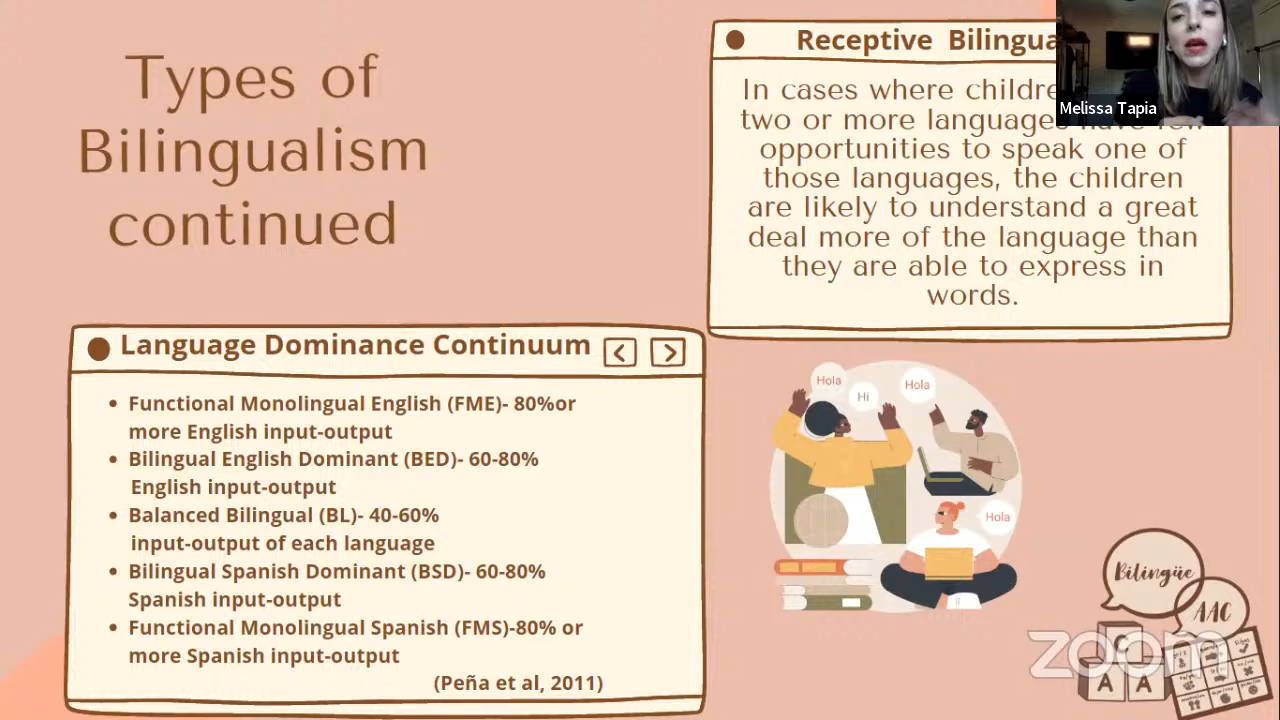 Types of
Bilingualism
continued
Receptive Bilingua
In cases where childre
two or more languages have few
opportunities to speak one of
those languages, the children
are likely to understand a great
deal more of the language than
they are able to express in
words.
Melissa Tapia
Language Dominance Continuum
Functional Monolingual English (FME)- 80%or
more English input-output
Bilingual English Dominant (BED)- 60-80%
English input-output
Balanced Bilingual (BL)- 40-60%
input-output of each language
Bilingual Spanish Dominant (BSD)- 60-80%
Spanish input-output
Functional Monolingual Spanish (FMS)-80% or
more Spanish input-output
(Peña et al, 2011)
Hola
Hi
Hola
Hola
Bilingüe
AAC
zoom
C
A A